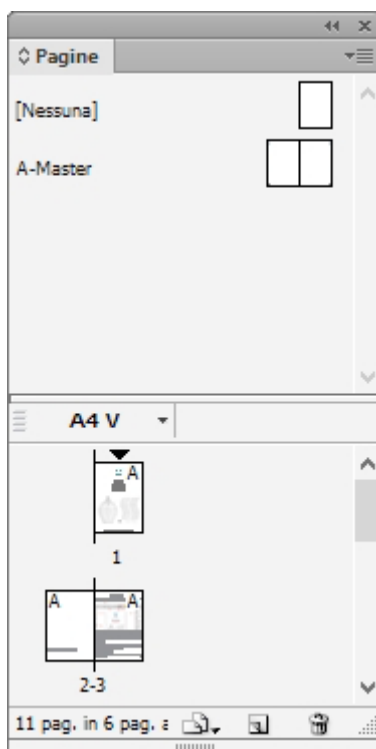 Pagine
[Nessuna]
A-Master
A4 V
A
1
A A
2-3
11 pag. in 6 pag. a